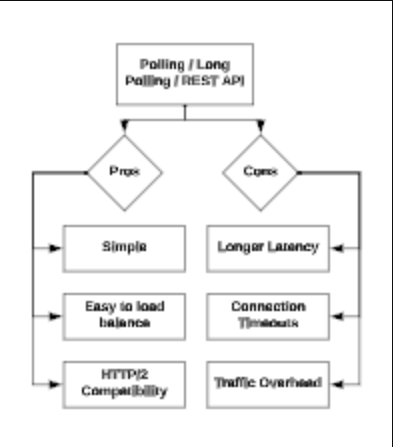 Polling / Long
Polling / REST API
Pros
Cons
Simple
Longer Latency
Easy to load
balance
Connection
Timeouts
HTTP/2
Compatibility
Traffic Overhead